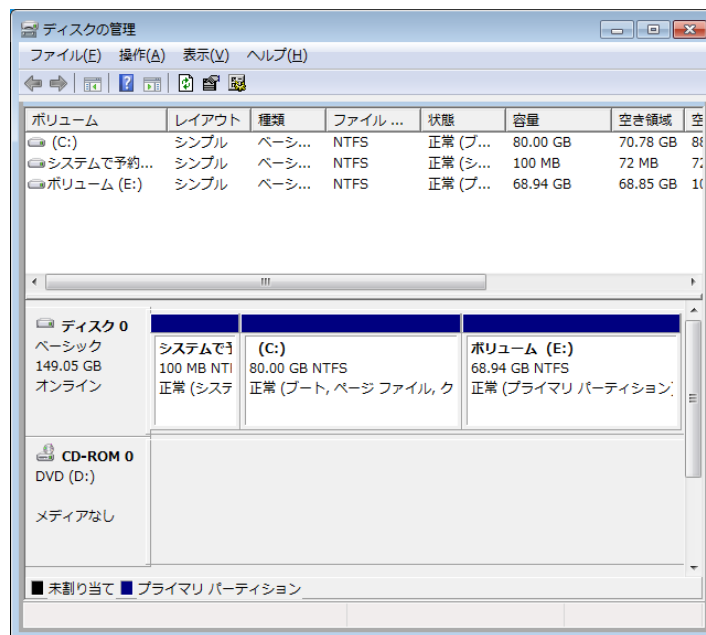 ディスクの管理
ファイル(F) 操作(A) 表示(V) ヘルプ(H)
ボリューム レイアウト 種類 ファイル ... 状態 容量 空き領域 空
(C:) シンプル ベーシ... NTFS 正常 (ブ... 80.00 GB 70.78 GB 88
システムで予約... シンプル ベーシ... NTFS 正常 (シ... 100 MB 72 MB 72
ボリューム (E:) シンプル ベーシ... NTFS 正常 (プ... 68.94 GB 68.85 GB 10
ディスク 0
ベーシック
149.05 GB
オンライン
システムで予
100 MB NTI
正常 (システ
(C:)
80.00 GB NTFS
正常 (ブート, ページ ファイル, ク
ボリューム (E:)
68.94 GB NTFS
正常 (プライマリ パーティション)
CD-ROM 0
DVD (D:)
メディアなし
未割り当て プライマリ パーティション